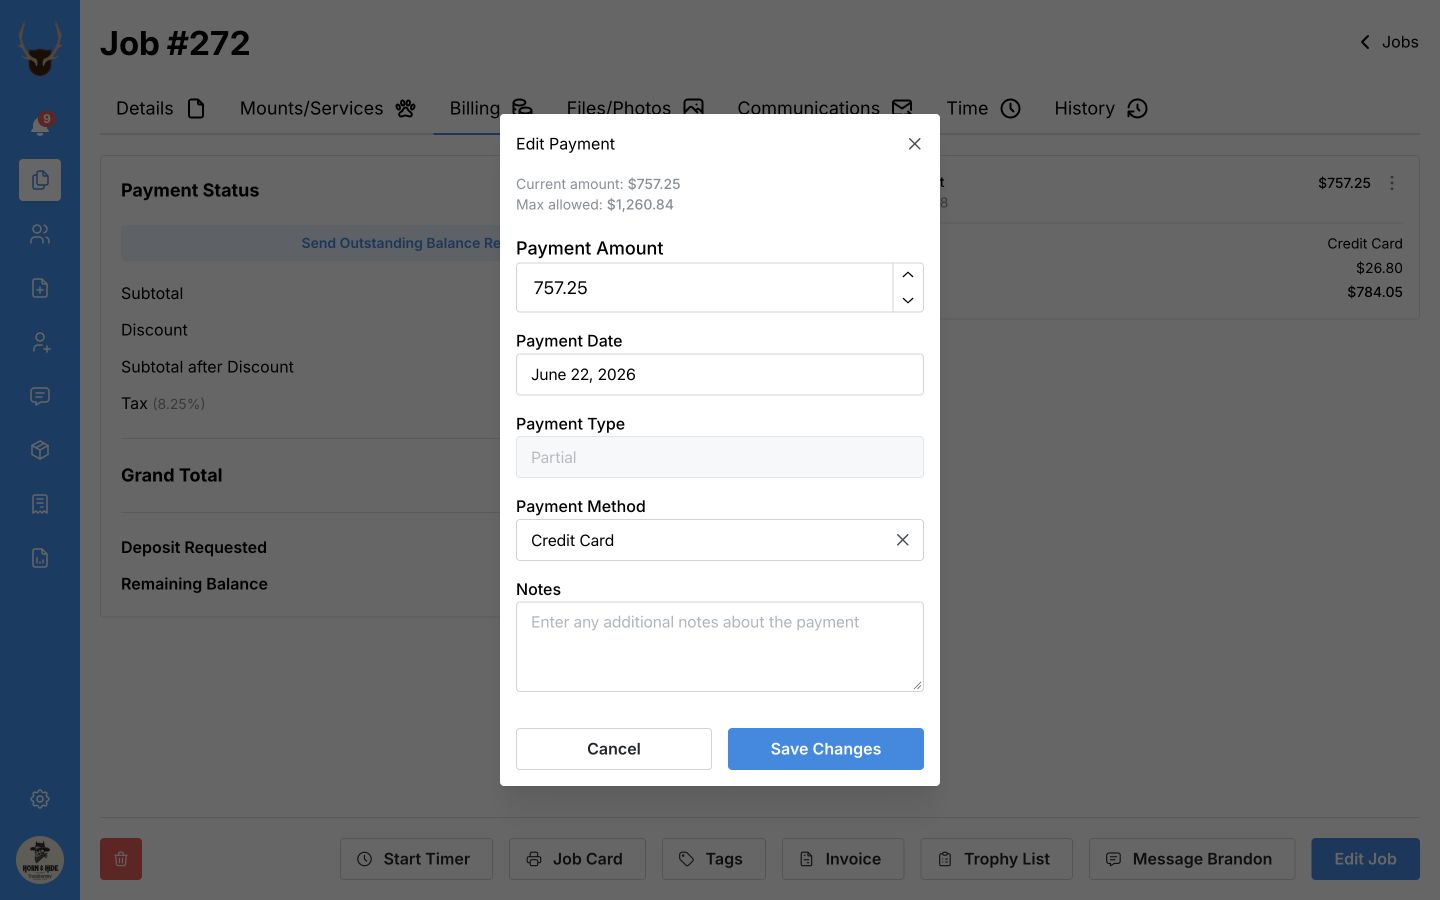 Job #272
Jobs
9
Details
Mounts/Services
Billing
Files/Photos
Communications
Time
History
Payment Status
Send Outstanding Balance Re
Subtotal
Discount
Subtotal after Discount
Tax (8.25%)
Grand Total
Deposit Requested
Remaining Balance
Edit Payment
Current amount: $757.25
Max allowed: $1,260.84
Payment Amount
757.25
Payment Date
June 22, 2026
Payment Type
Partial
Payment Method
Credit Card
Notes
Enter any additional notes about the payment
Cancel
Save Changes
t
8
$757.25
Credit Card
$26.80
$784.05
HORN & HIDE
Start Timer
Job Card
Tags
Invoice
Trophy List
Message Brandon
Edit Job